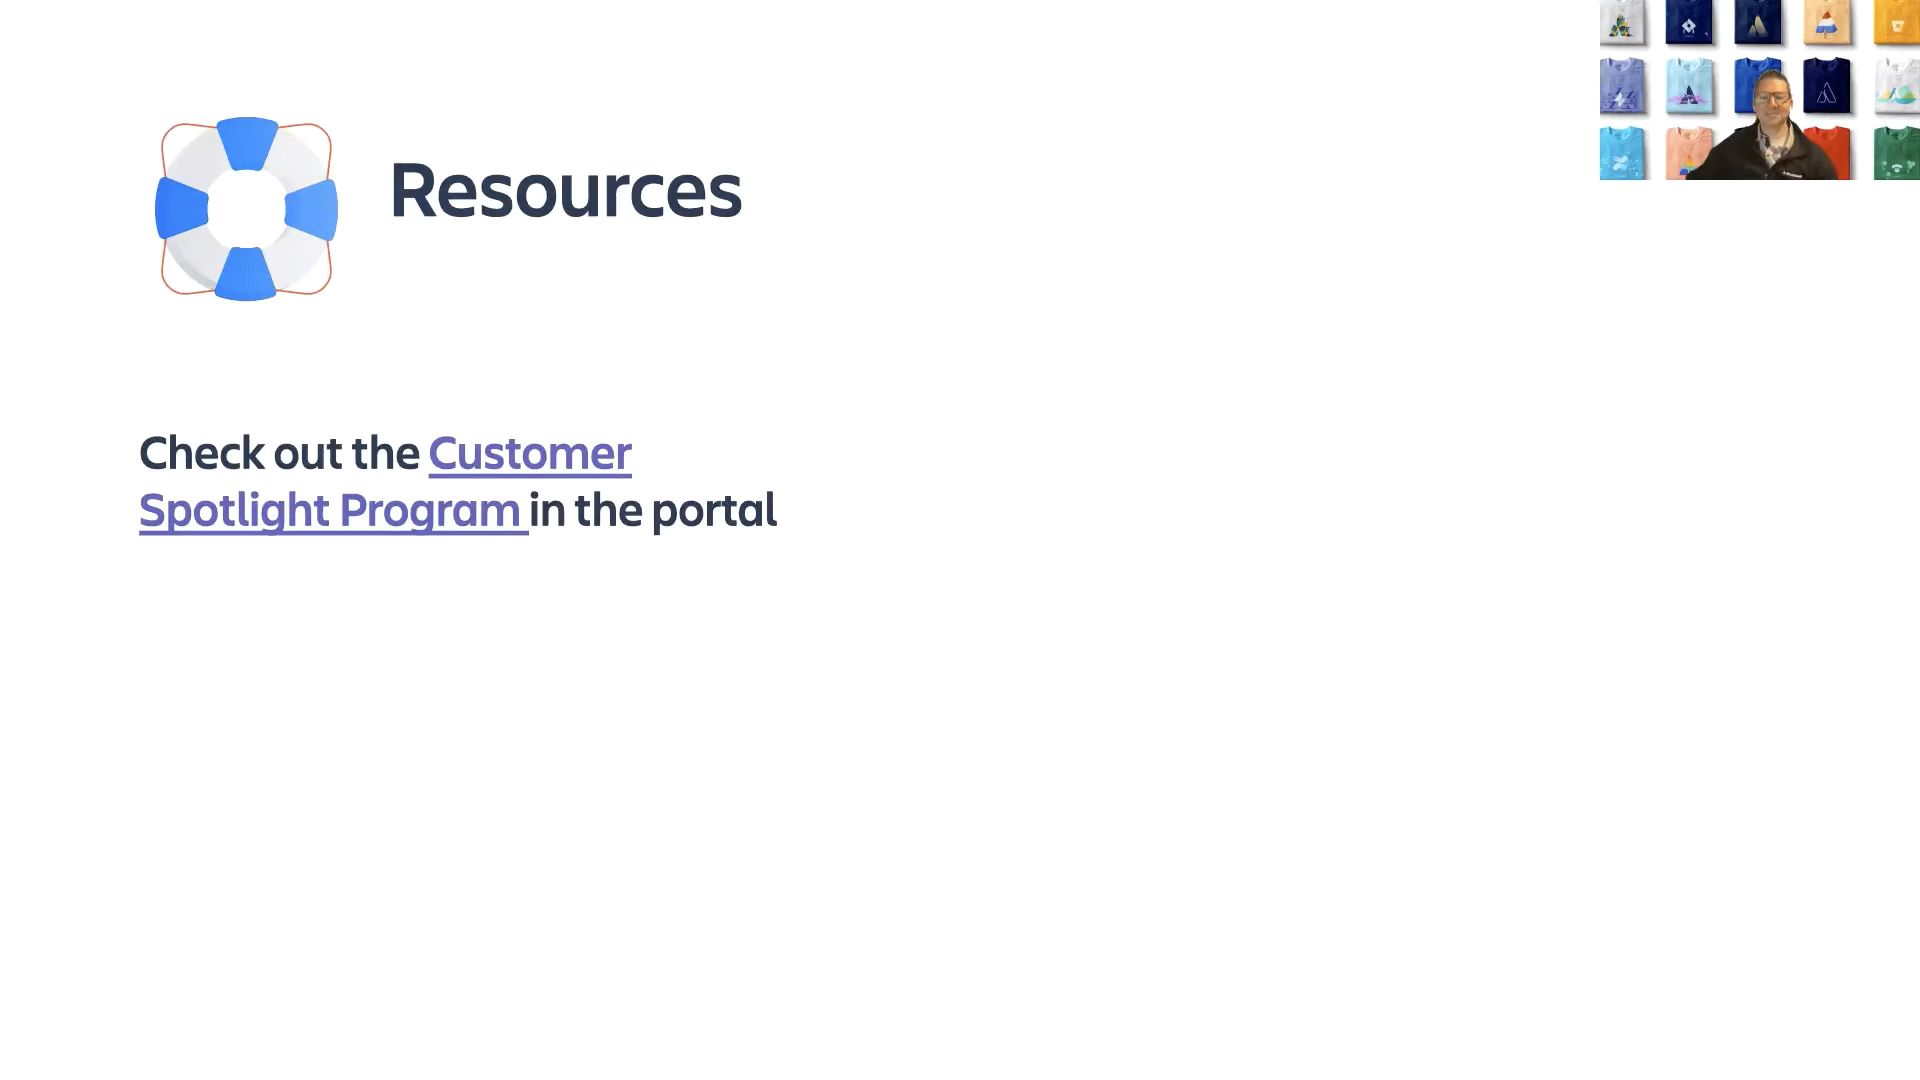 Resources
Check out the Customer
Spotlight Program in the portal